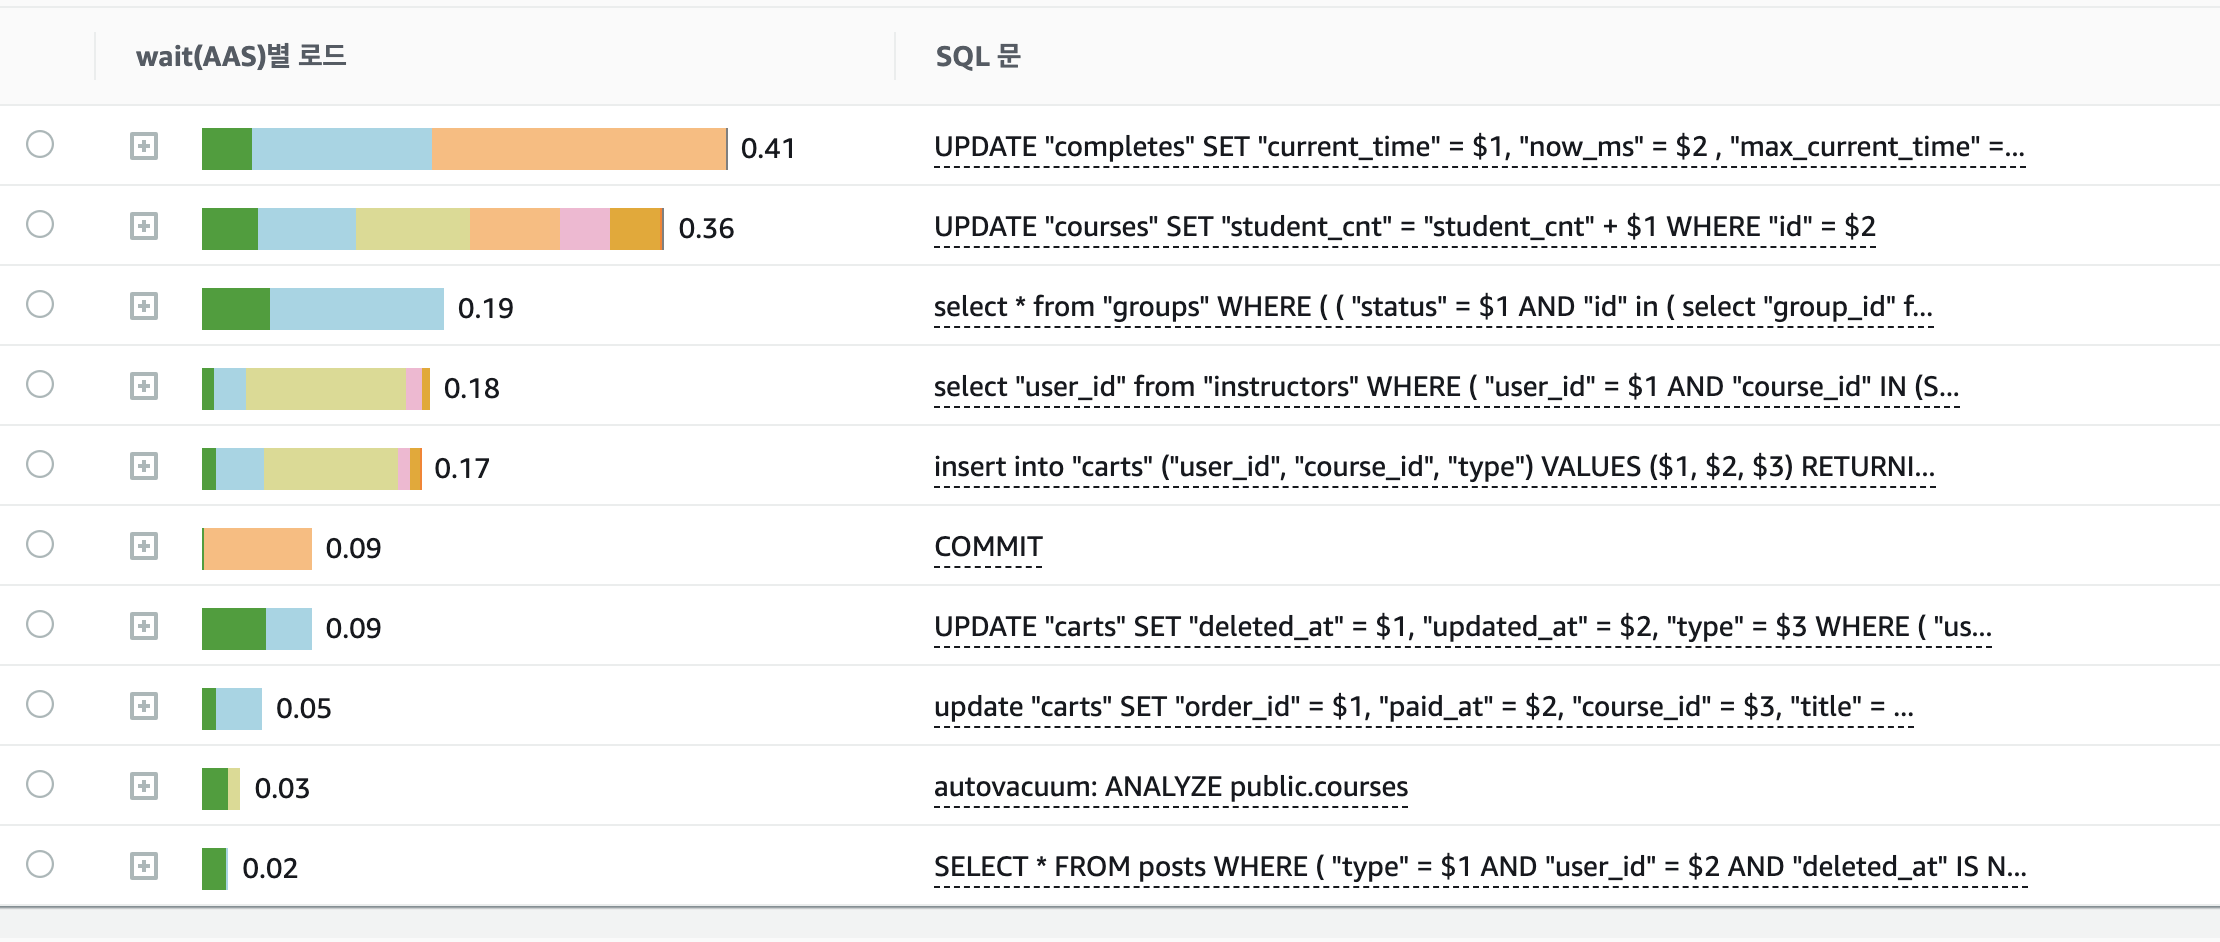 wait(AAS)별 로드 SQL 문
0.41 UPDATE "completes" SET "current_time" = $1, "now_ms" = $2 , "max_current_time" =...
0.36 UPDATE "courses" SET "student_cnt" = "student_cnt" + $1 WHERE "id" = $2
0.19 select * from "groups" WHERE ( ( "status" = $1 AND "id" in ( select "group_id" f...
0.18 select "user_id" from "instructors" WHERE ( "user_id" = $1 AND "course_id" IN (S...
0.17 insert into "carts" ("user_id", "course_id", "type") VALUES ($1, $2, $3) RETURNI...
0.09 COMMIT
0.09 UPDATE "carts" SET "deleted_at" = $1, "updated_at" = $2, "type" = $3 WHERE ( "us...
0.05 update "carts" SET "order_id" = $1, "paid_at" = $2, "course_id" = $3, "title" = ...
0.03 autovacuum: ANALYZE public.courses
0.02 SELECT * FROM posts WHERE ( "type" = $1 AND "user_id" = $2 AND "deleted_at" IS N...